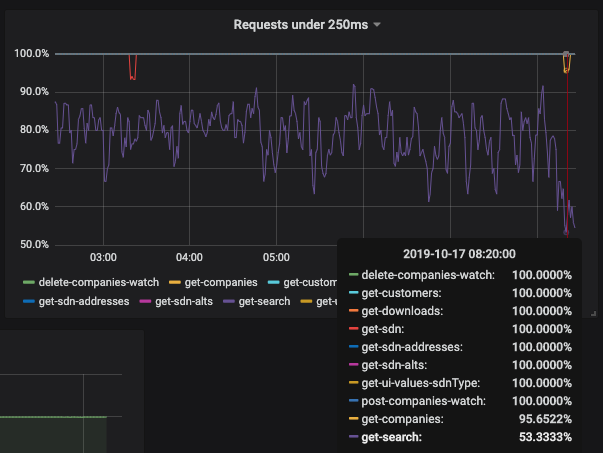 Requests under 250ms
100.0%
90.0%
80.0%
70.0%
60.0%
50.0%
03:00 04:00 05:00
delete-companies-watch get-companies get-custom
get-sdn-addresses get-sdn-alts get-search
2019-10-17 08:20:00
delete-companies-watch: 100.0000%
get-customers: 100.0000%
get-downloads: 100.0000%
get-sdn: 100.0000%
get-sdn-addresses: 100.0000%
get-sdn-alts: 100.0000%
get-ui-values-sdnType: 100.0000%
post-companies-watch: 100.0000%
get-companies: 95.6522%
get-search: 53.3333%